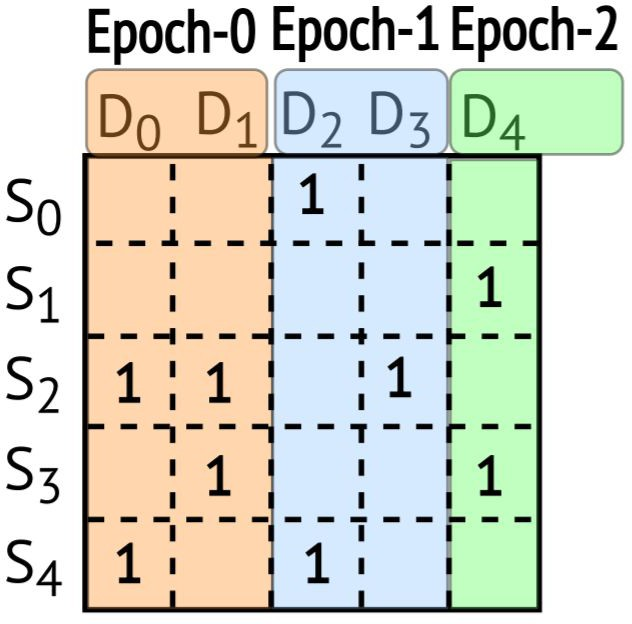 Epoch-0 Epoch-1 Epoch-2
D0 D1 D2 D3 D4
S0 1
S1 1
S2 1 1 1
S3 1 1
S4 1 1